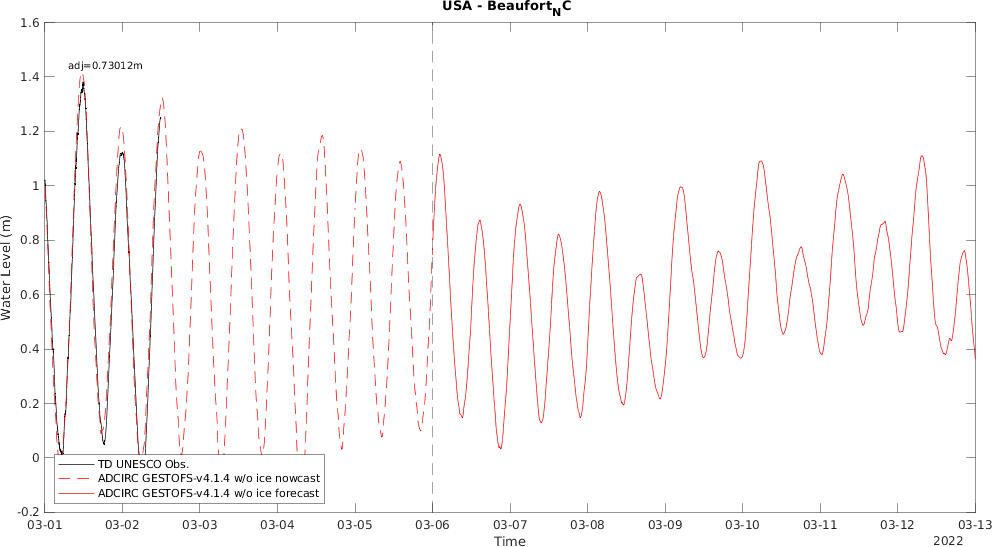 USA - Beaufort_NC
adj=0.73012m
1.6
1.4
1.2
1
0.8
0.6
0.4
0.2
0
-0.2
Water Level (m)
TD UNESCO Obs.
ADCIRC GESTOFS-v4.1.4 w/o ice nowcast
ADCIRC GESTOFS-v4.1.4 w/o ice forecast
03-01 03-02 03-03 03-04 03-05 03-06 03-07 03-08 03-09 03-10 03-11 03-12 03-13
Time
2022